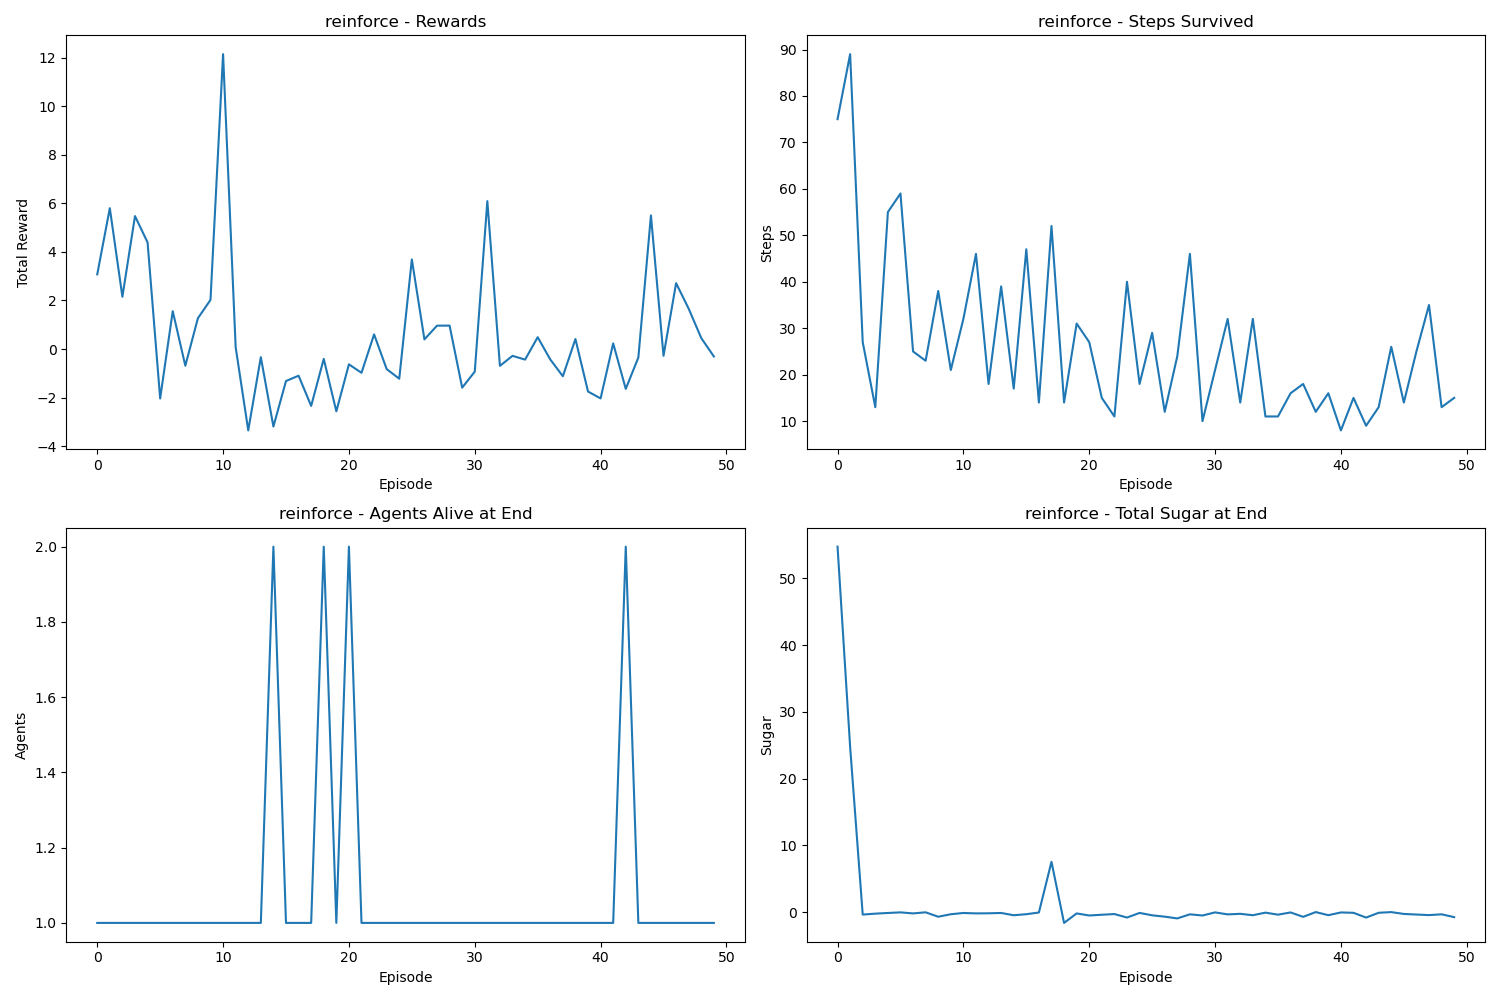 reinforce - Rewards
Total Reward
12
10
8
6
4
2
0
−2
−4
0 10 20 30 40 50
Episode
reinforce - Steps Survived
Steps
90
80
70
60
50
40
30
20
10
0 10 20 30 40 50
Episode
reinforce - Agents Alive at End
Agents
2.0
1.8
1.6
1.4
1.2
1.0
0 10 20 30 40 50
Episode
reinforce - Total Sugar at End
Sugar
50
40
30
20
10
0
0 10 20 30 40 50
Episode